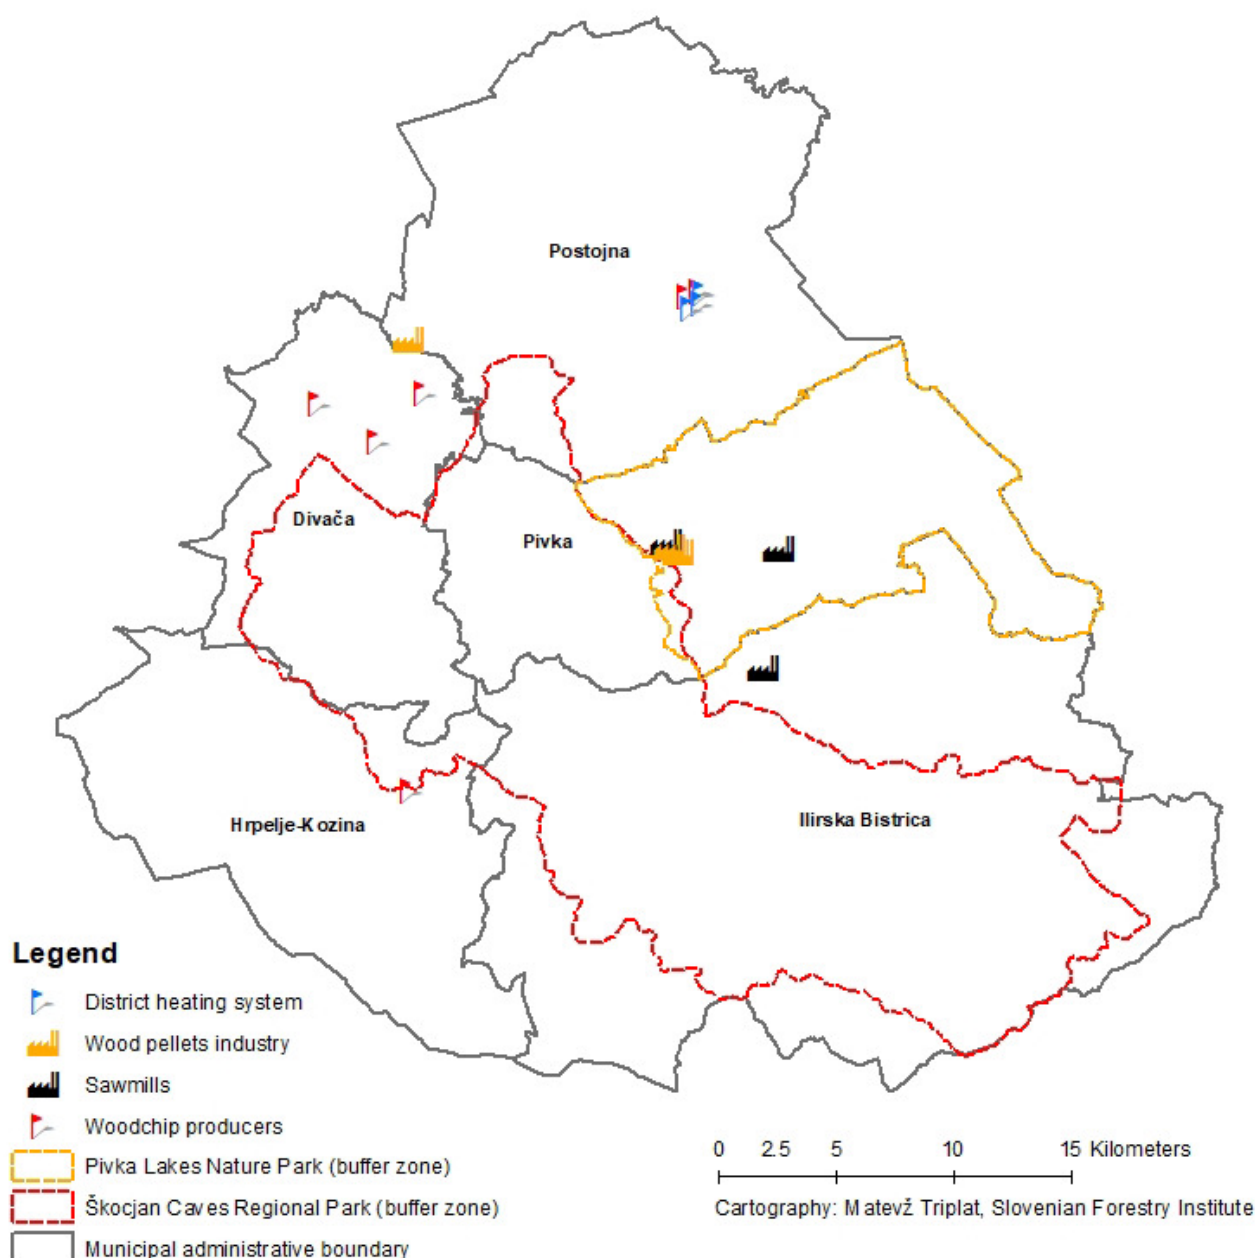 Postojna
Divača
Pivka
Hrpelje-Kozina
Ilirska Bistrica
Legend
District heating system
Wood pellets industry
Sawmills
Woodchip producers
Pivka Lakes Nature Park (buffer zone)
Škocjan Caves Regional Park (buffer zone)
Municipal administrative boundary
0 2.5 5 10 15 Kilometers
Cartography: Matevž Triplat, Slovenian Forestry Institute